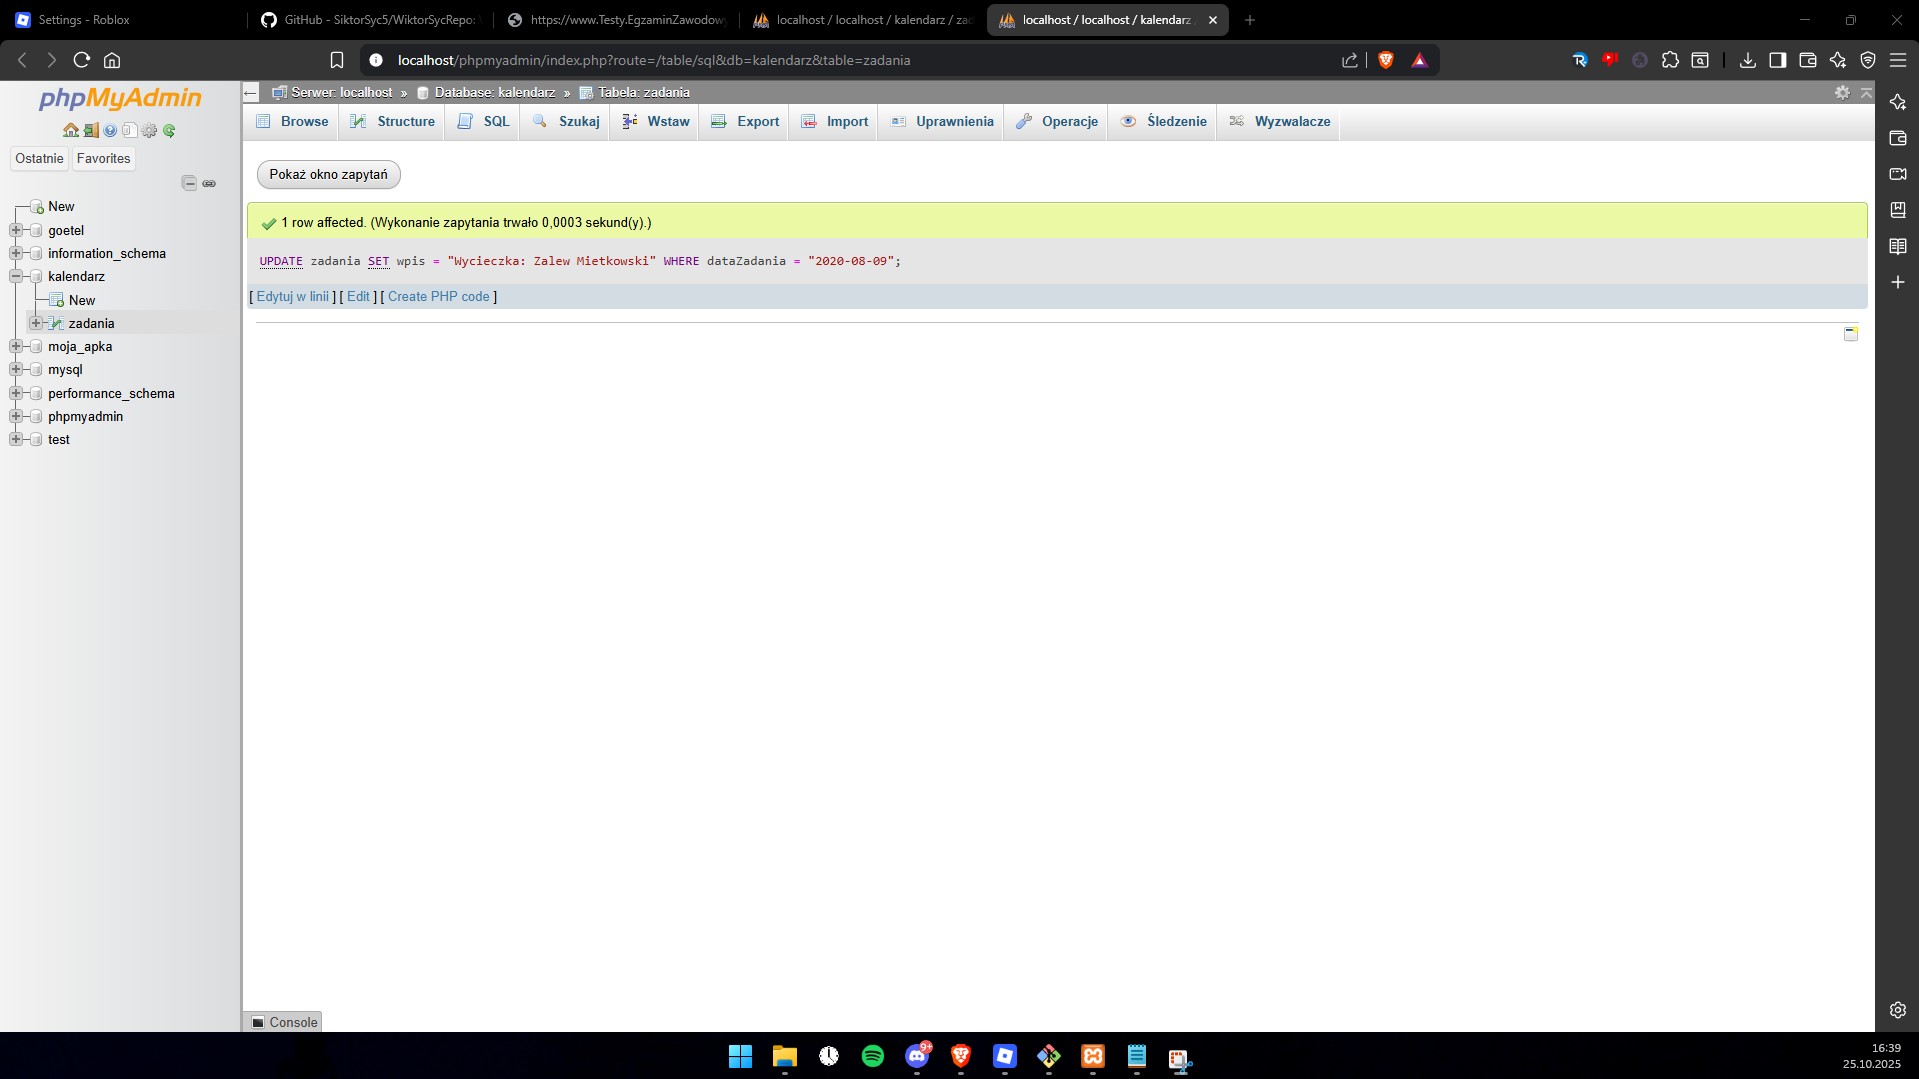 Settings - Roblox
GitHub - SiktorSyc5/WiktorSycRepo:
https://www.Testy.EgzaminZawodowy
localhost / localhost / kalendarz / zad
localhost / localhost / kalendarz
localhost/phpmyadmin/index.php?route=/table/sql&db=kalendarz&table=zadania
phpMyAdmin
Ostatnie
Favorites
New
goetel
information_schema
kalendarz
New
zadania
moja_apka
mysql
performance_schema
phpmyadmin
test
Serwer: localhost » Database: kalendarz » Tabela: zadania
Browse
Structure
SQL
Szukaj
Wstaw
Export
Import
Uprawnienia
Operacje
Śledzenie
Wyzwalacze
Pokaż okno zapytań
1 row affected. (Wykonanie zapytania trwało 0,0003 sekund(y).)
UPDATE zadania SET wpis = "Wycieczka: Zalew Mietkowski" WHERE dataZadania = "2020-08-09";
[ Edytuj w linii ] [ Edit ] [ Create PHP code ]
Console
9+
16:39
25.10.2025